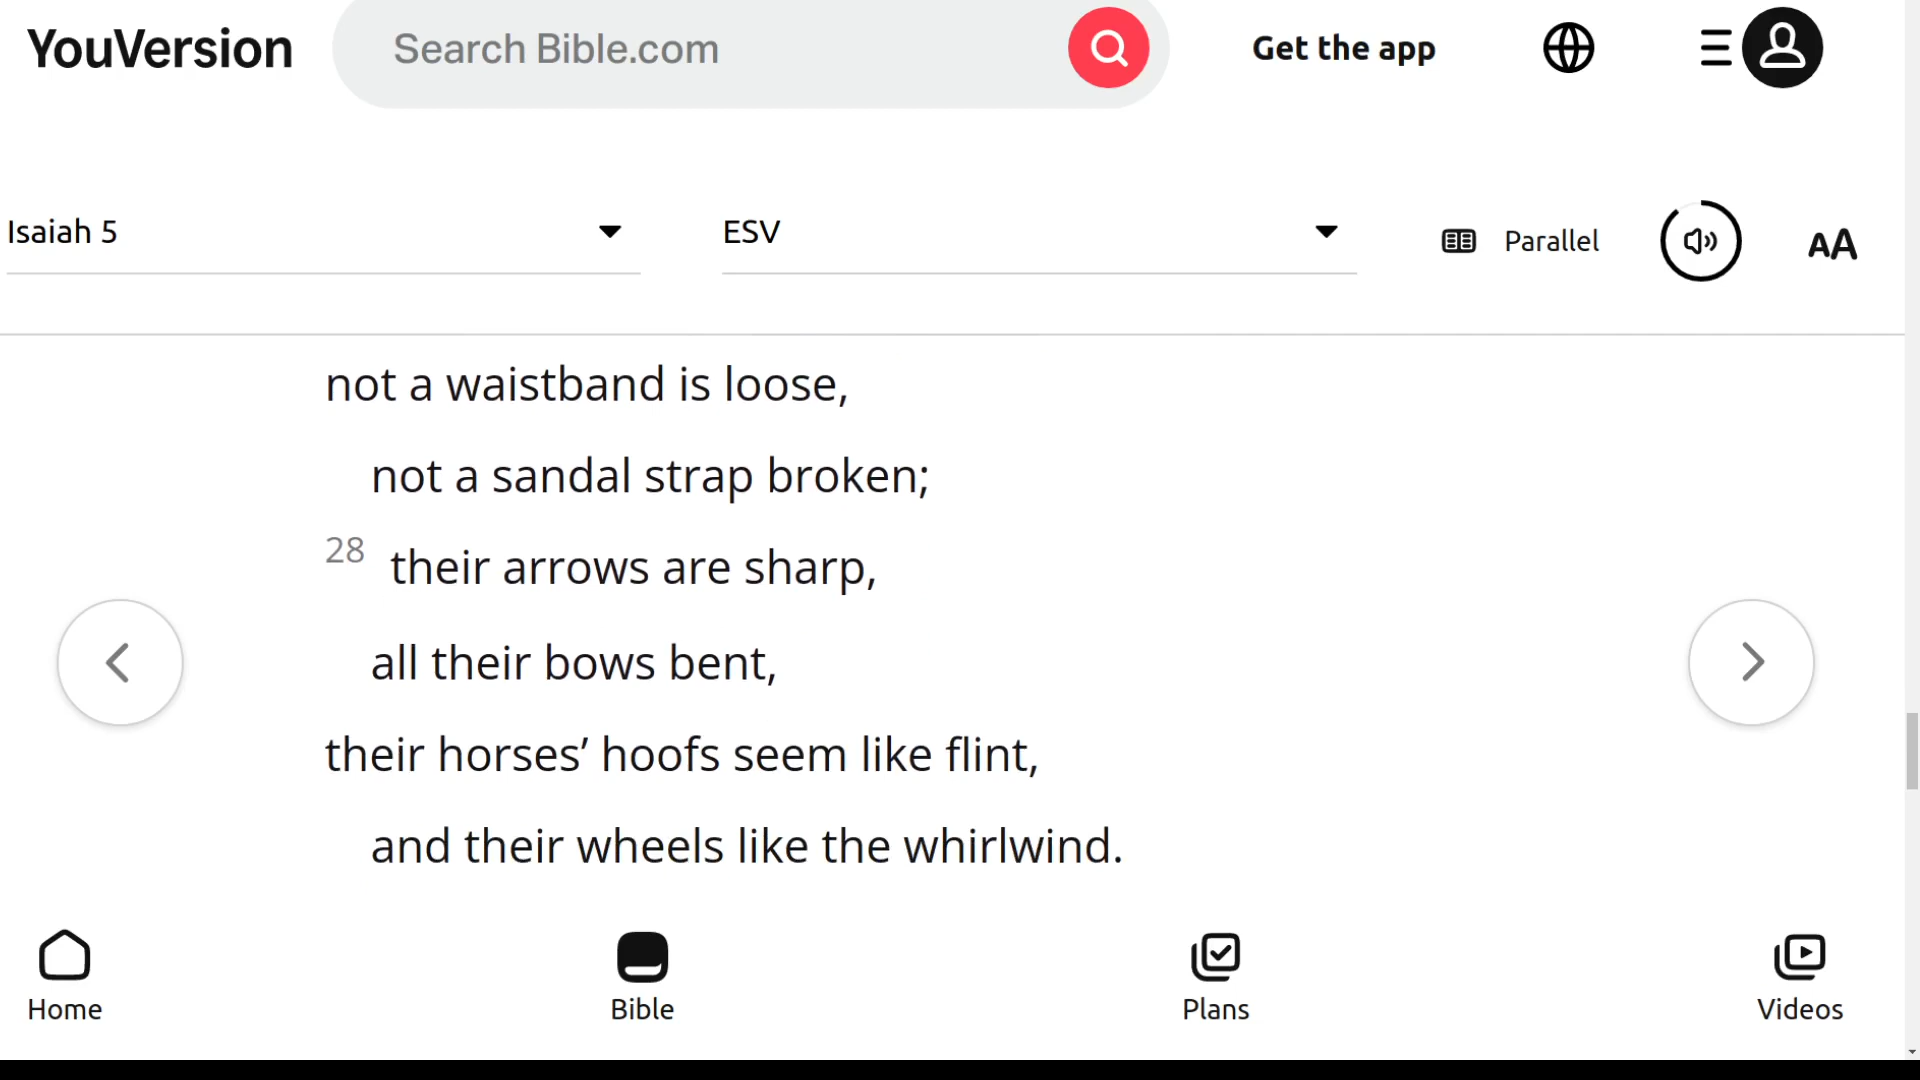 YouVersion Search Bible.com Get the app
Isaiah 5 ESV Parallel AA
not a waistband is loose,
not a sandal strap broken;
28 their arrows are sharp,
all their bows bent,
their horses’ hoofs seem like flint,
and their wheels like the whirlwind.
Home Bible Plans Videos